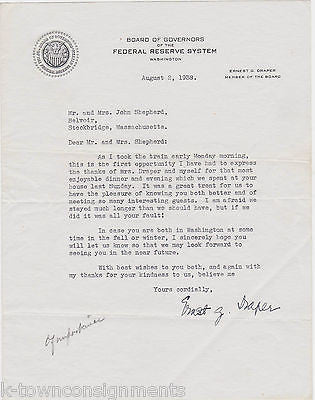 BOARD OF GOVERNORS
OF THE
FEDERAL RESERVE SYSTEM
WASHINGTON
ERNEST G. DRAPER
MEMBER OF THE BOARD
August 2, 1939.
Mr. and Mrs. John Shepherd,
Belvoir,
Stockbridge, Massachusetts.
Dear Mr. and Mrs. Shepherd:
As I took the train early Monday morning,
this is the first opportunity I have had to express
the thanks of Mrs. Draper and myself for that most
enjoyable dinner and evening which we spent at your
house last Sunday. It was a great treat for us to
have the pleasure of knowing you both better and of
meeting so many interesting guests. I am afraid we
stayed much longer than we should have, but if we
did it was all your fault!
In case you are both in Washington at some
time in the fall or winter, I sincerely hope you
will let us know so that we may look forward to
seeing you in the near future.
With best wishes to you both, and again with
my thanks for your kindness to us, believe me
Yours cordially,
Ernest G. Draper
k-townconsignments